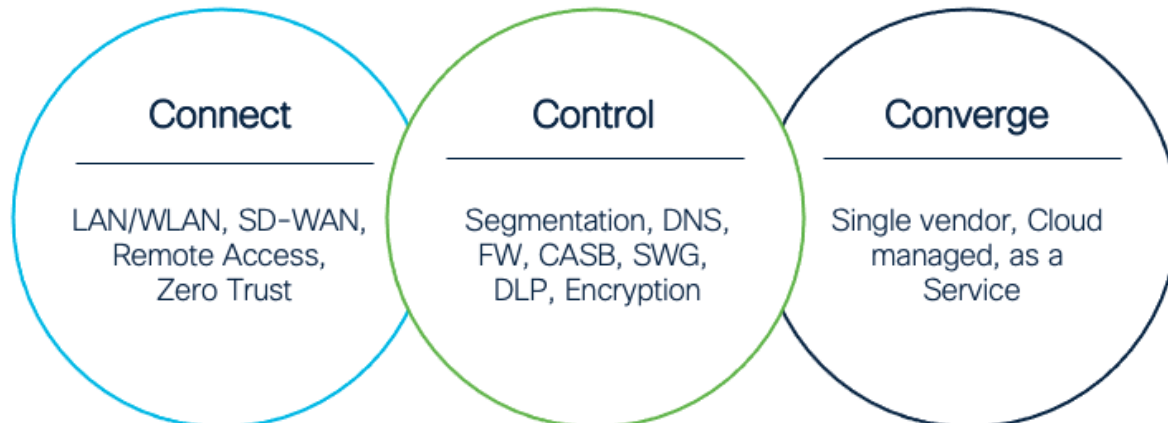 Connect
LAN/WLAN, SD-WAN,
Remote Access,
Zero Trust
Control
Segmentation, DNS,
FW, CASB, SWG,
DLP, Encryption
Converge
Single vendor, Cloud
managed, as a
Service